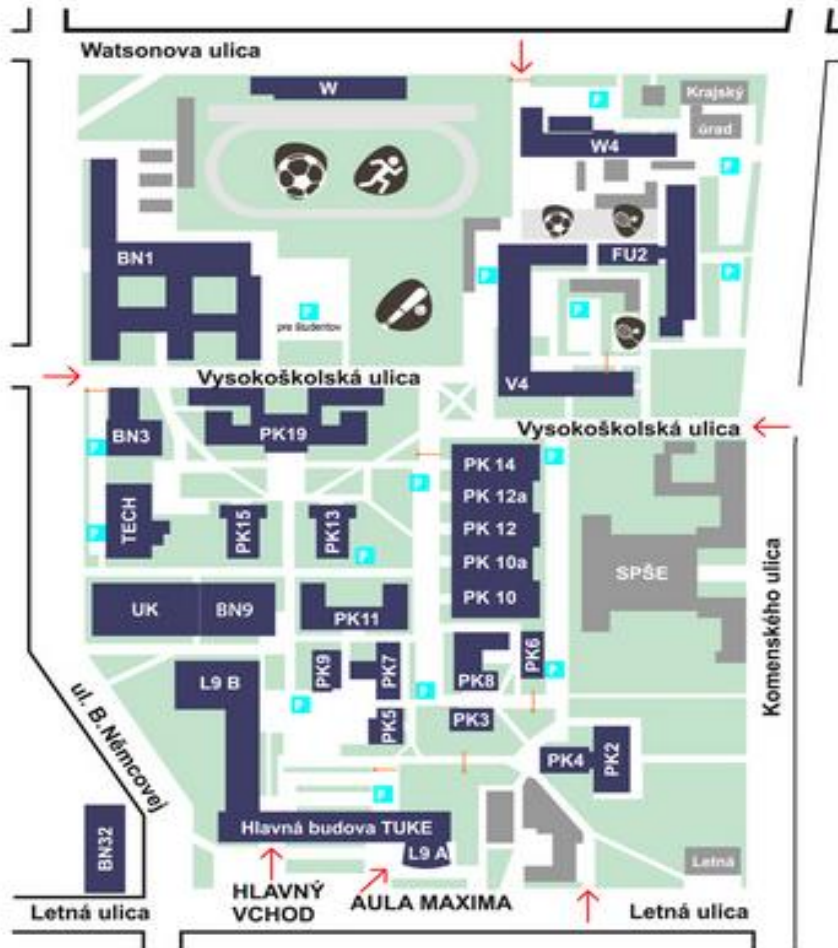 Watsonova ulica
W
P
Krajský
úrad
W4
P
BN1
FU2
P
P
P
pre študentov
P
V4
Vysokoškolská ulica
Vysokoškolská ulica
BN3
PK19
P
PK 14
P
P
TECH
PK15
PK13
PK 12a
PK 12
P
P
PK 10a
SPŠE
UK
BN9
PK11
PK 10
Komenského ulica
L9 B
PK9
PK7
PK8
PK6
P
P
P
PK5
PK3
ul. B.Němcovej
PK4
PK2
P
BN32
Hlavná budova TUKE
L9 A
Letná
HLAVNÝ
VCHOD
AULA MAXIMA
Letná ulica
Letná ulica